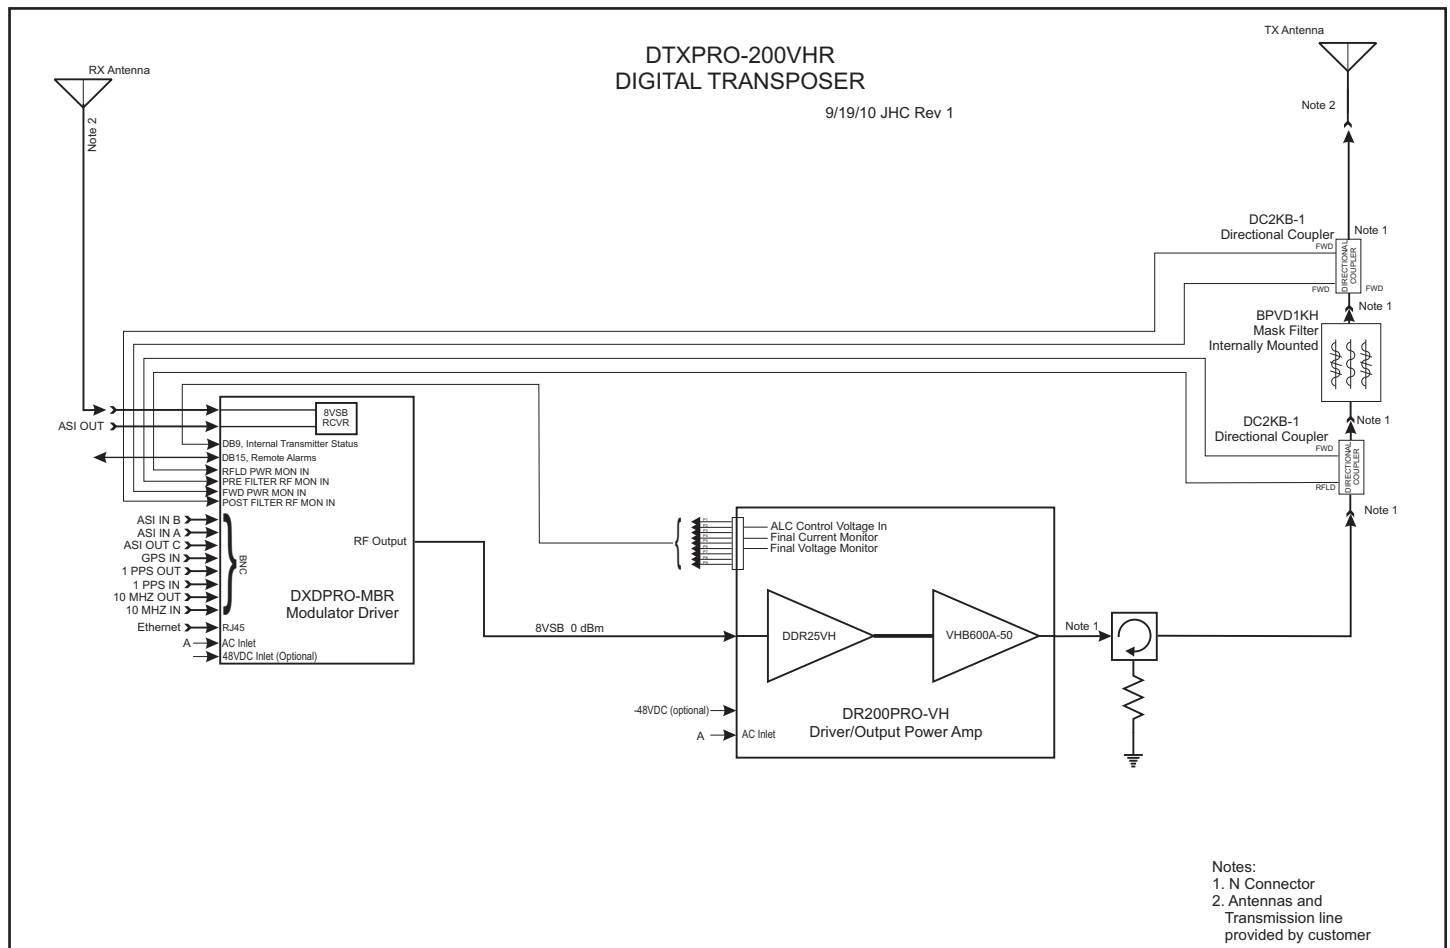 DTXPRO-200VHR
DIGITAL TRANSPOSER
9/19/10 JHC Rev 1
RX Antenna
Note 2
TX Antenna
Note 2
DC2KB-1
Directional Coupler
Note 1
FWD
DIRECTIONAL
COUPLER
FWD
FWD
Note 1
BPVD1KH
Mask Filter
Internally Mounted
Note 1
DC2KB-1
Directional Coupler
FWD
DIRECTIONAL
COUPLER
RFLD
Note 1
ASI OUT
8VSB
RCVR
DB9, Internal Transmitter Status
DB15, Remote Alarms
RFLD PWR MON IN
PRE FILTER RF MON IN
FWD PWR MON IN
POST FILTER RF MON IN
ASI IN B
ASI IN A
ASI OUT C
GPS IN
1 PPS OUT
1 PPS IN
10 MHZ OUT
10 MHZ IN
BNC
Ethernet
RJ45
A
AC Inlet
48VDC Inlet (Optional)
RF Output
DXDPRO-MBR
Modulator Driver
8VSB 0 dBm
ALC Control Voltage In
Final Current Monitor
Final Voltage Monitor
DDR25VH
VHB600A-50
Note 1
-48VDC (optional)
A
AC Inlet
DR200PRO-VH
Driver/Output Power Amp
Notes:
1. N Connector
2. Antennas and
Transmission line
provided by customer